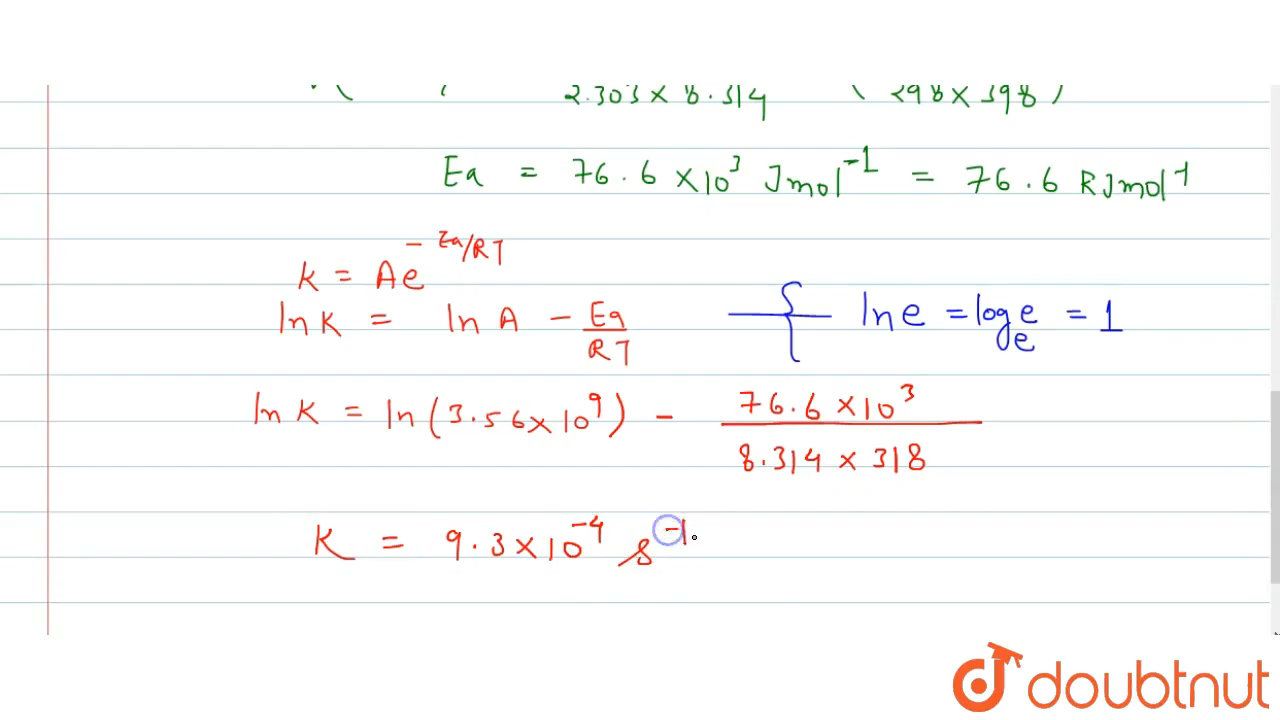 2.303 × 8.314 ( 298 × 398 )
Ea = 76.6 × 10³ Jmol⁻¹ = 76.6 RJmol⁻¹
k = Ae^(-Ea/RT)
ln K = ln A - Ea/RT { ln e = logₑe = 1
ln K = ln(3.56 × 10⁹) - 76.6 × 10³ / 8.314 × 318
K = 9.3 × 10⁻⁴ s⁻¹
doubtnut